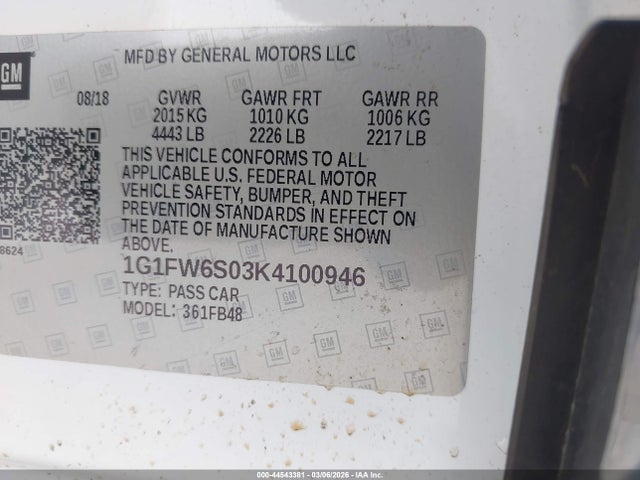 GM
MFD BY GENERAL MOTORS LLC
08/18 GVWR GAWR FRT GAWR RR
2015 KG 1010 KG 1006 KG
4443 LB 2226 LB 2217 LB
THIS VEHICLE CONFORMS TO ALL
APPLICABLE U.S. FEDERAL MOTOR
VEHICLE SAFETY, BUMPER, AND THEFT
PREVENTION STANDARDS IN EFFECT ON
THE DATE OF MANUFACTURE SHOWN
ABOVE.
8624
1G1FW6S03K4100946
TYPE: PASS CAR
MODEL: 361FB48
000-44543381 - 03/06/2026 - IAAI.CA